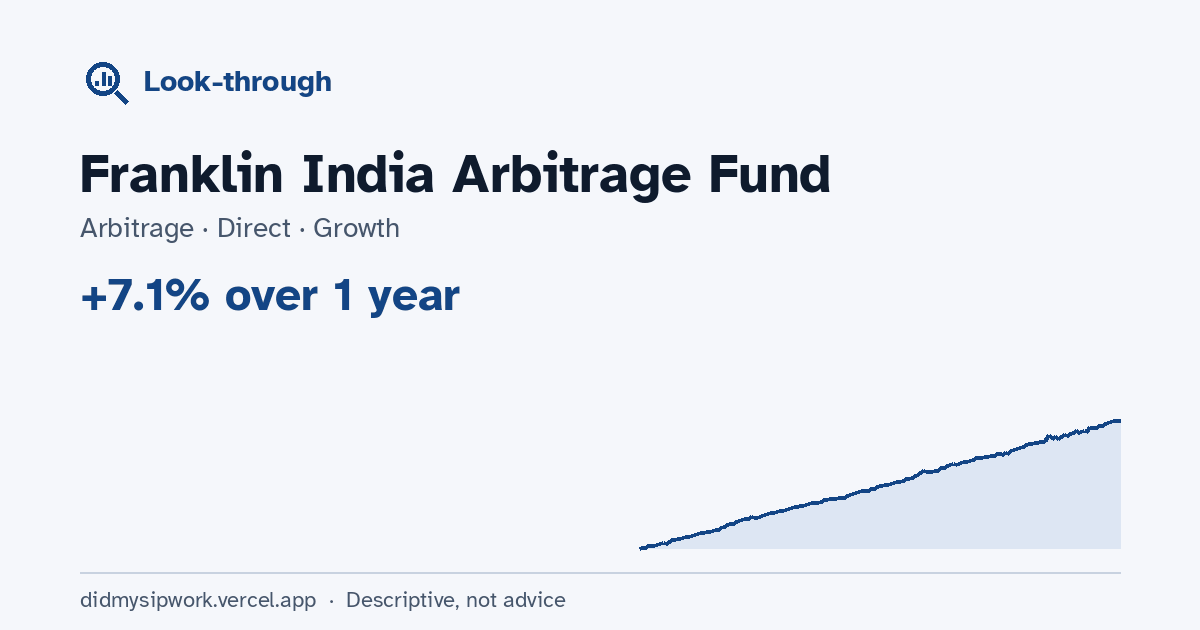 Look-through
Franklin India Arbitrage Fund
Arbitrage · Direct · Growth
+7.1% over 1 year
didmysipwork.vercel.app · Descriptive, not advice